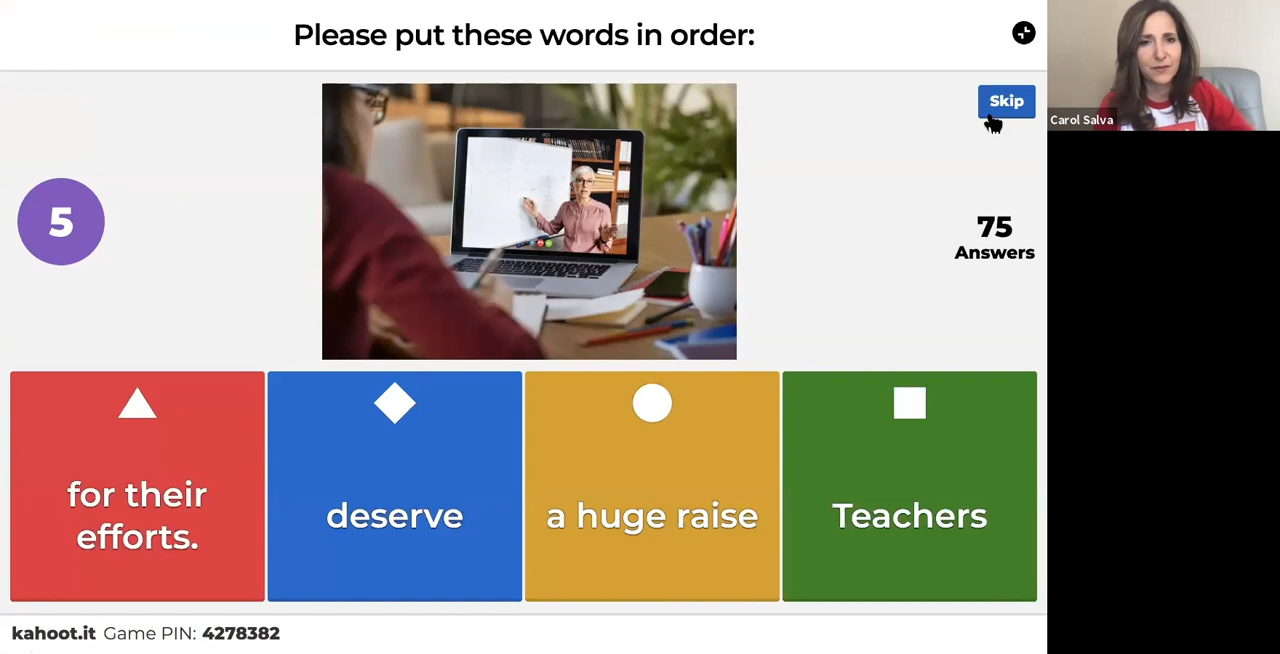 Please put these words in order:
Skip
Carol Salva
5
75
Answers
for their
efforts.
deserve
a huge raise
Teachers
kahoot.it Game PIN: 4278382